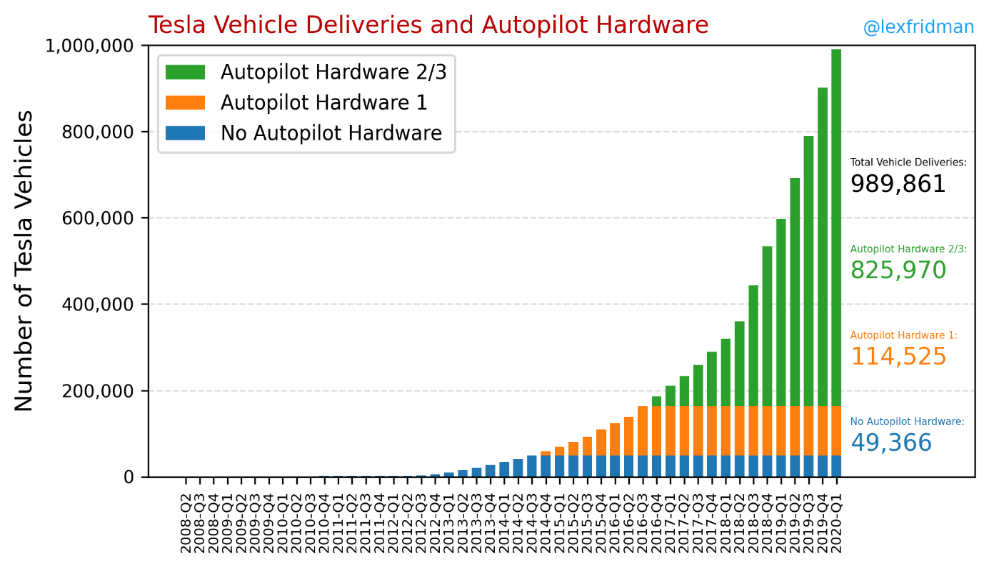 Tesla Vehicle Deliveries and Autopilot Hardware
@lexfridman
Number of Tesla Vehicles
1,000,000
800,000
600,000
400,000
200,000
0
Autopilot Hardware 2/3
Autopilot Hardware 1
No Autopilot Hardware
Total Vehicle Deliveries:
989,861
Autopilot Hardware 2/3:
825,970
Autopilot Hardware 1:
114,525
No Autopilot Hardware:
49,366
2008-Q2
2008-Q3
2008-Q4
2009-Q1
2009-Q2
2009-Q3
2009-Q4
2010-Q1
2010-Q2
2010-Q3
2010-Q4
2011-Q1
2011-Q2
2011-Q3
2011-Q4
2012-Q1
2012-Q2
2012-Q3
2012-Q4
2013-Q1
2013-Q2
2013-Q3
2013-Q4
2014-Q1
2014-Q2
2014-Q3
2014-Q4
2015-Q1
2015-Q2
2015-Q3
2015-Q4
2016-Q1
2016-Q2
2016-Q3
2016-Q4
2017-Q1
2017-Q2
2017-Q3
2017-Q4
2018-Q1
2018-Q2
2018-Q3
2018-Q4
2019-Q1
2019-Q2
2019-Q3
2019-Q4
2020-Q1